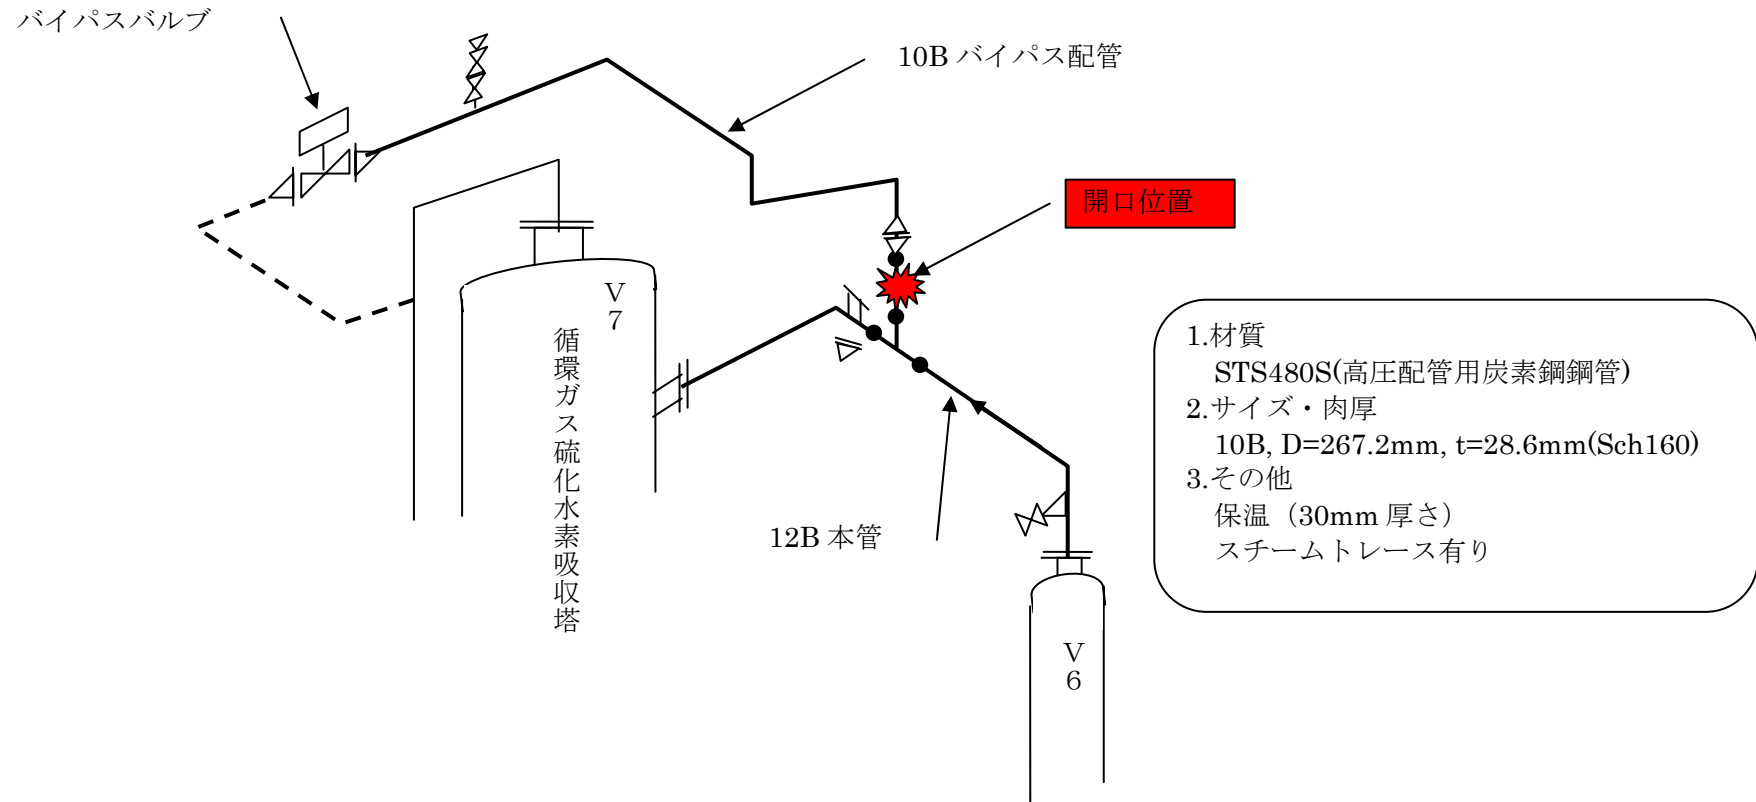 バイパスバルブ
10B バイパス配管
開口位置
V7
循環ガス硫化水素吸収塔
1.材質
STS480S(高圧配管用炭素鋼鋼管)
2.サイズ・肉厚
10B, D=267.2mm, t=28.6mm(Sch160)
3.その他
保温（30mm 厚さ）
スチームトレース有り
12B 本管
V6